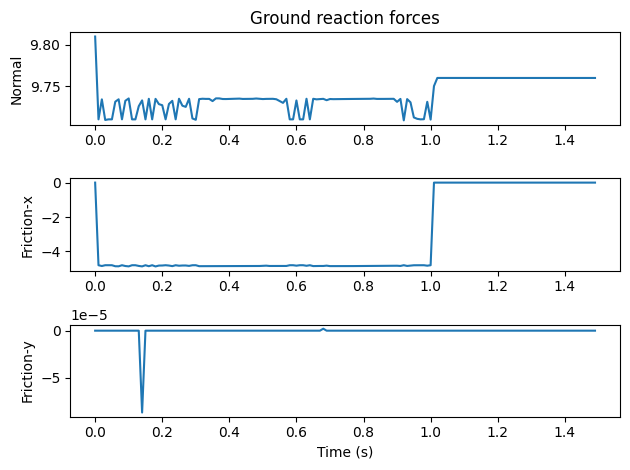 Ground reaction forces
Normal
9.80
9.75
0.0 0.2 0.4 0.6 0.8 1.0 1.2 1.4
Friction-x
0
−2
−4
0.0 0.2 0.4 0.6 0.8 1.0 1.2 1.4
1e−5
Friction-y
0
−5
0.0 0.2 0.4 0.6 0.8 1.0 1.2 1.4
Time (s)